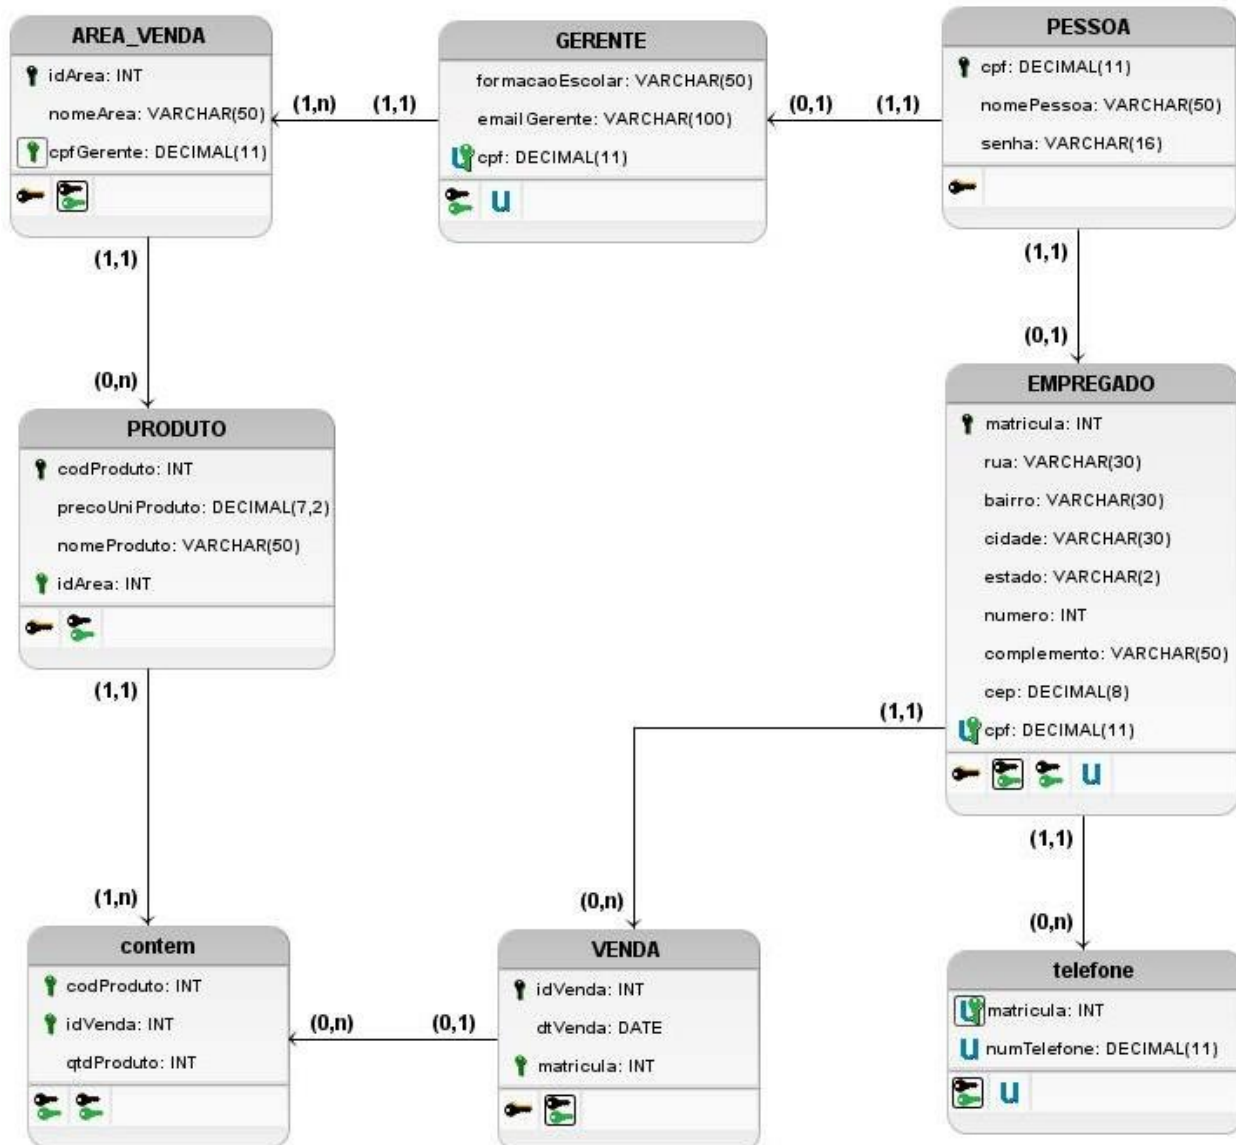 AREA_VENDA
idArea: INT
nomeArea: VARCHAR(50)
cpfGerente: DECIMAL(11)
(1,n)
(1,1)
GERENTE
formacaoEscolar: VARCHAR(50)
emailGerente: VARCHAR(100)
U cpf: DECIMAL(11)
U
(0,1)
(1,1)
PESSOA
cpf: DECIMAL(11)
nomePessoa: VARCHAR(50)
senha: VARCHAR(16)
(1,1)
(0,n)
(1,1)
(0,1)
PRODUTO
codProduto: INT
precoUniProduto: DECIMAL(7,2)
nomeProduto: VARCHAR(50)
idArea: INT
EMPREGADO
matricula: INT
rua: VARCHAR(30)
bairro: VARCHAR(30)
cidade: VARCHAR(30)
estado: VARCHAR(2)
numero: INT
complemento: VARCHAR(50)
cep: DECIMAL(8)
U cpf: DECIMAL(11)
U
(1,1)
(1,n)
(1,1)
(0,n)
(1,1)
(0,n)
contem
codProduto: INT
idVenda: INT
qtdProduto: INT
(0,n)
(0,1)
VENDA
idVenda: INT
dtVenda: DATE
matricula: INT
telefone
U matricula: INT
U numTelefone: DECIMAL(11)
U